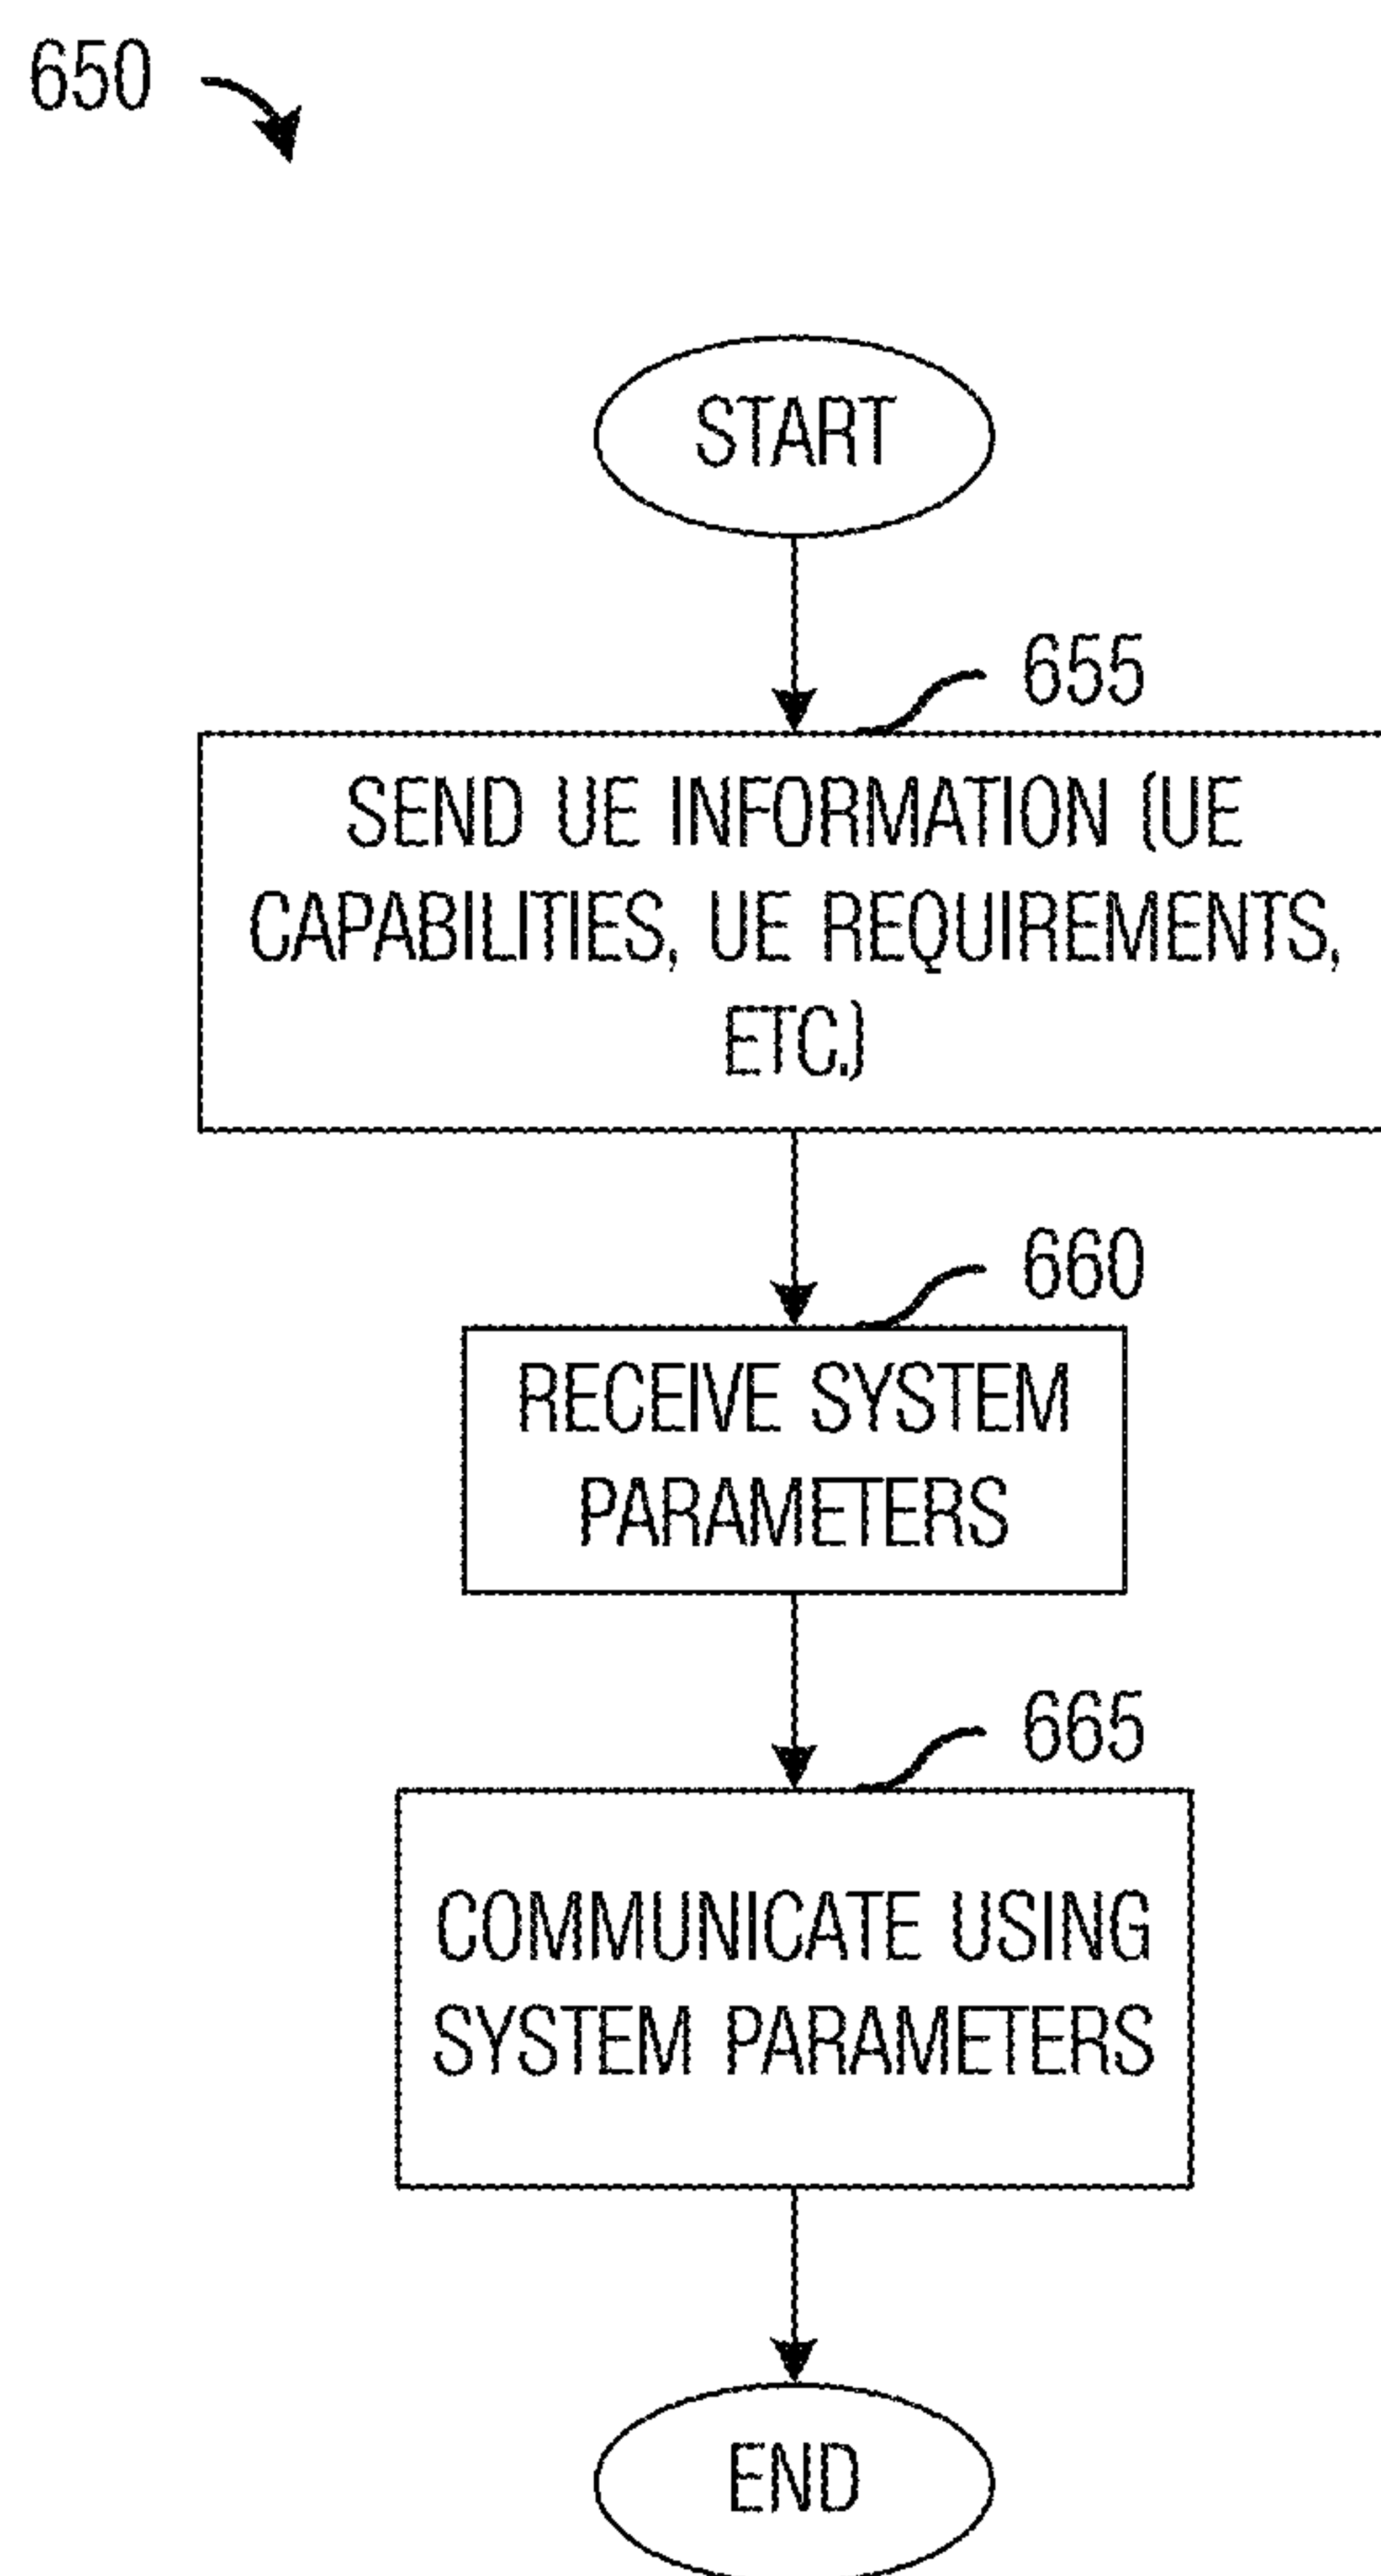 650
START
655
SEND UE INFORMATION (UE
CAPABILITIES, UE REQUIREMENTS,
ETC.)
660
RECEIVE SYSTEM
PARAMETERS
665
COMMUNICATE USING
SYSTEM PARAMETERS
END